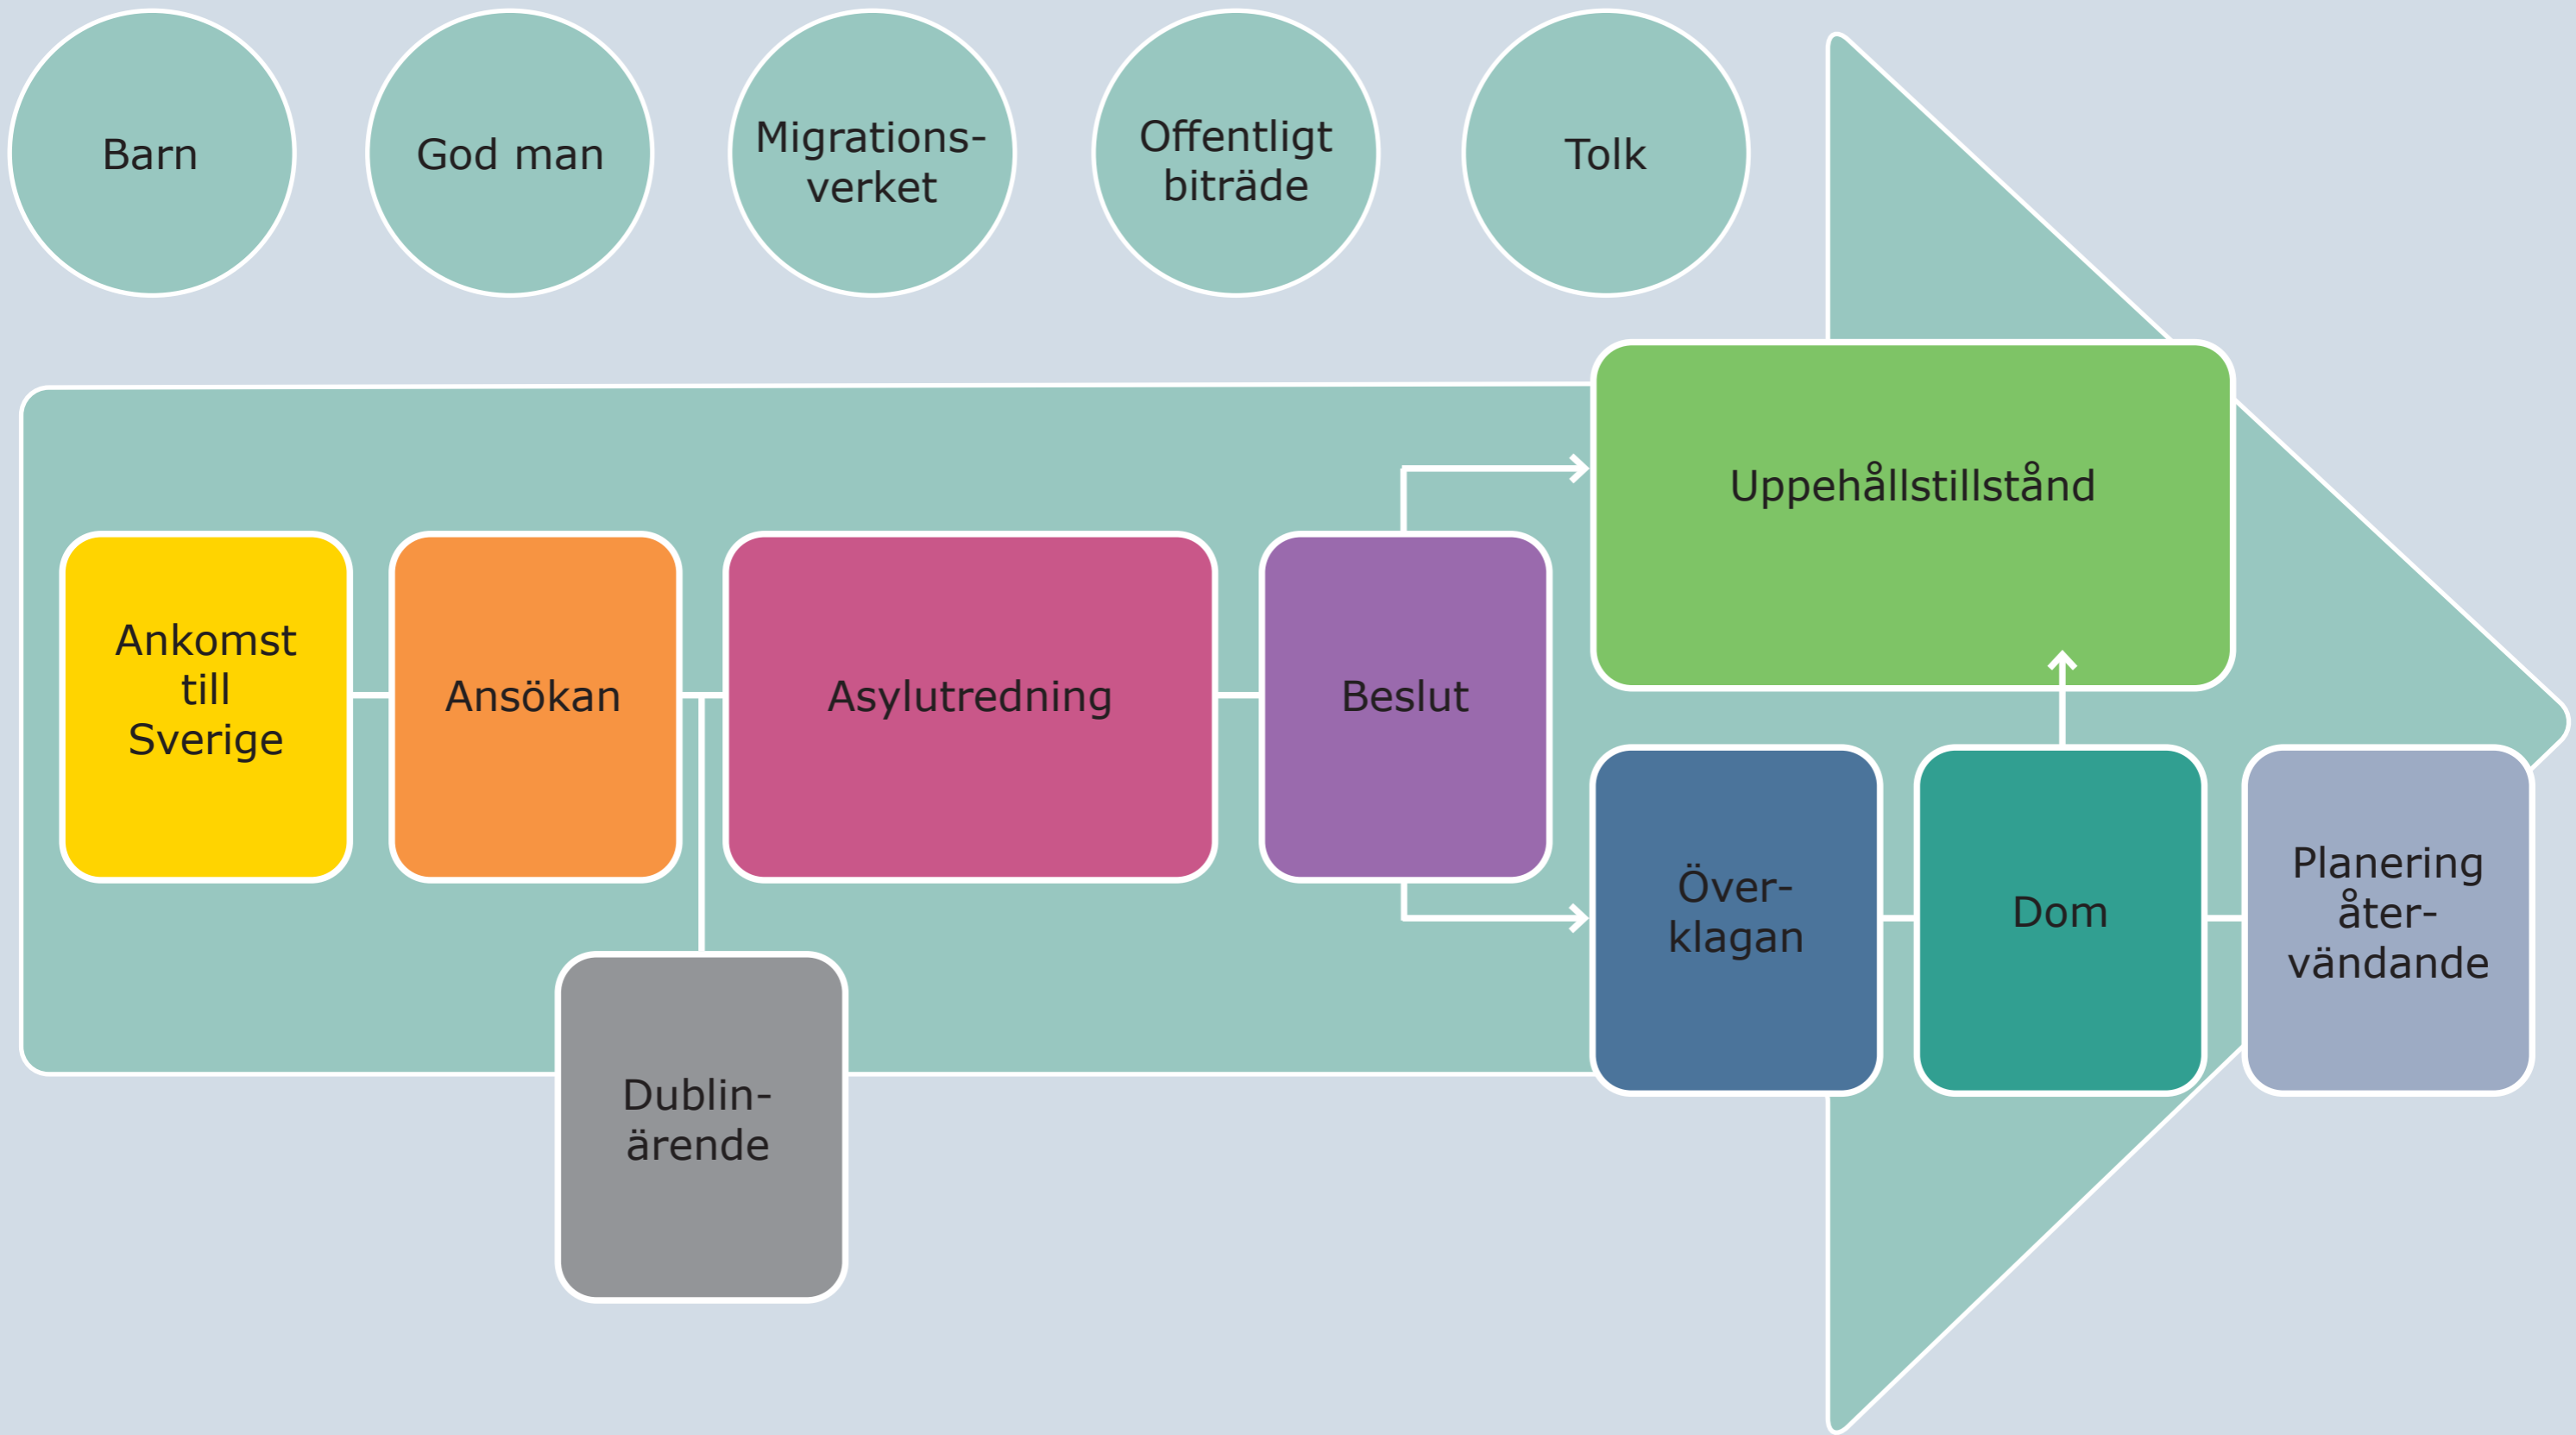 Barn
God man
Migrations-
verket
Offentligt
biträde
Tolk
Uppehållstillstånd
Ankomst
till
Sverige
Ansökan
Asylutredning
Beslut
Över-
klagan
Dom
Planering
åter-
vändande
Dublin-
ärende